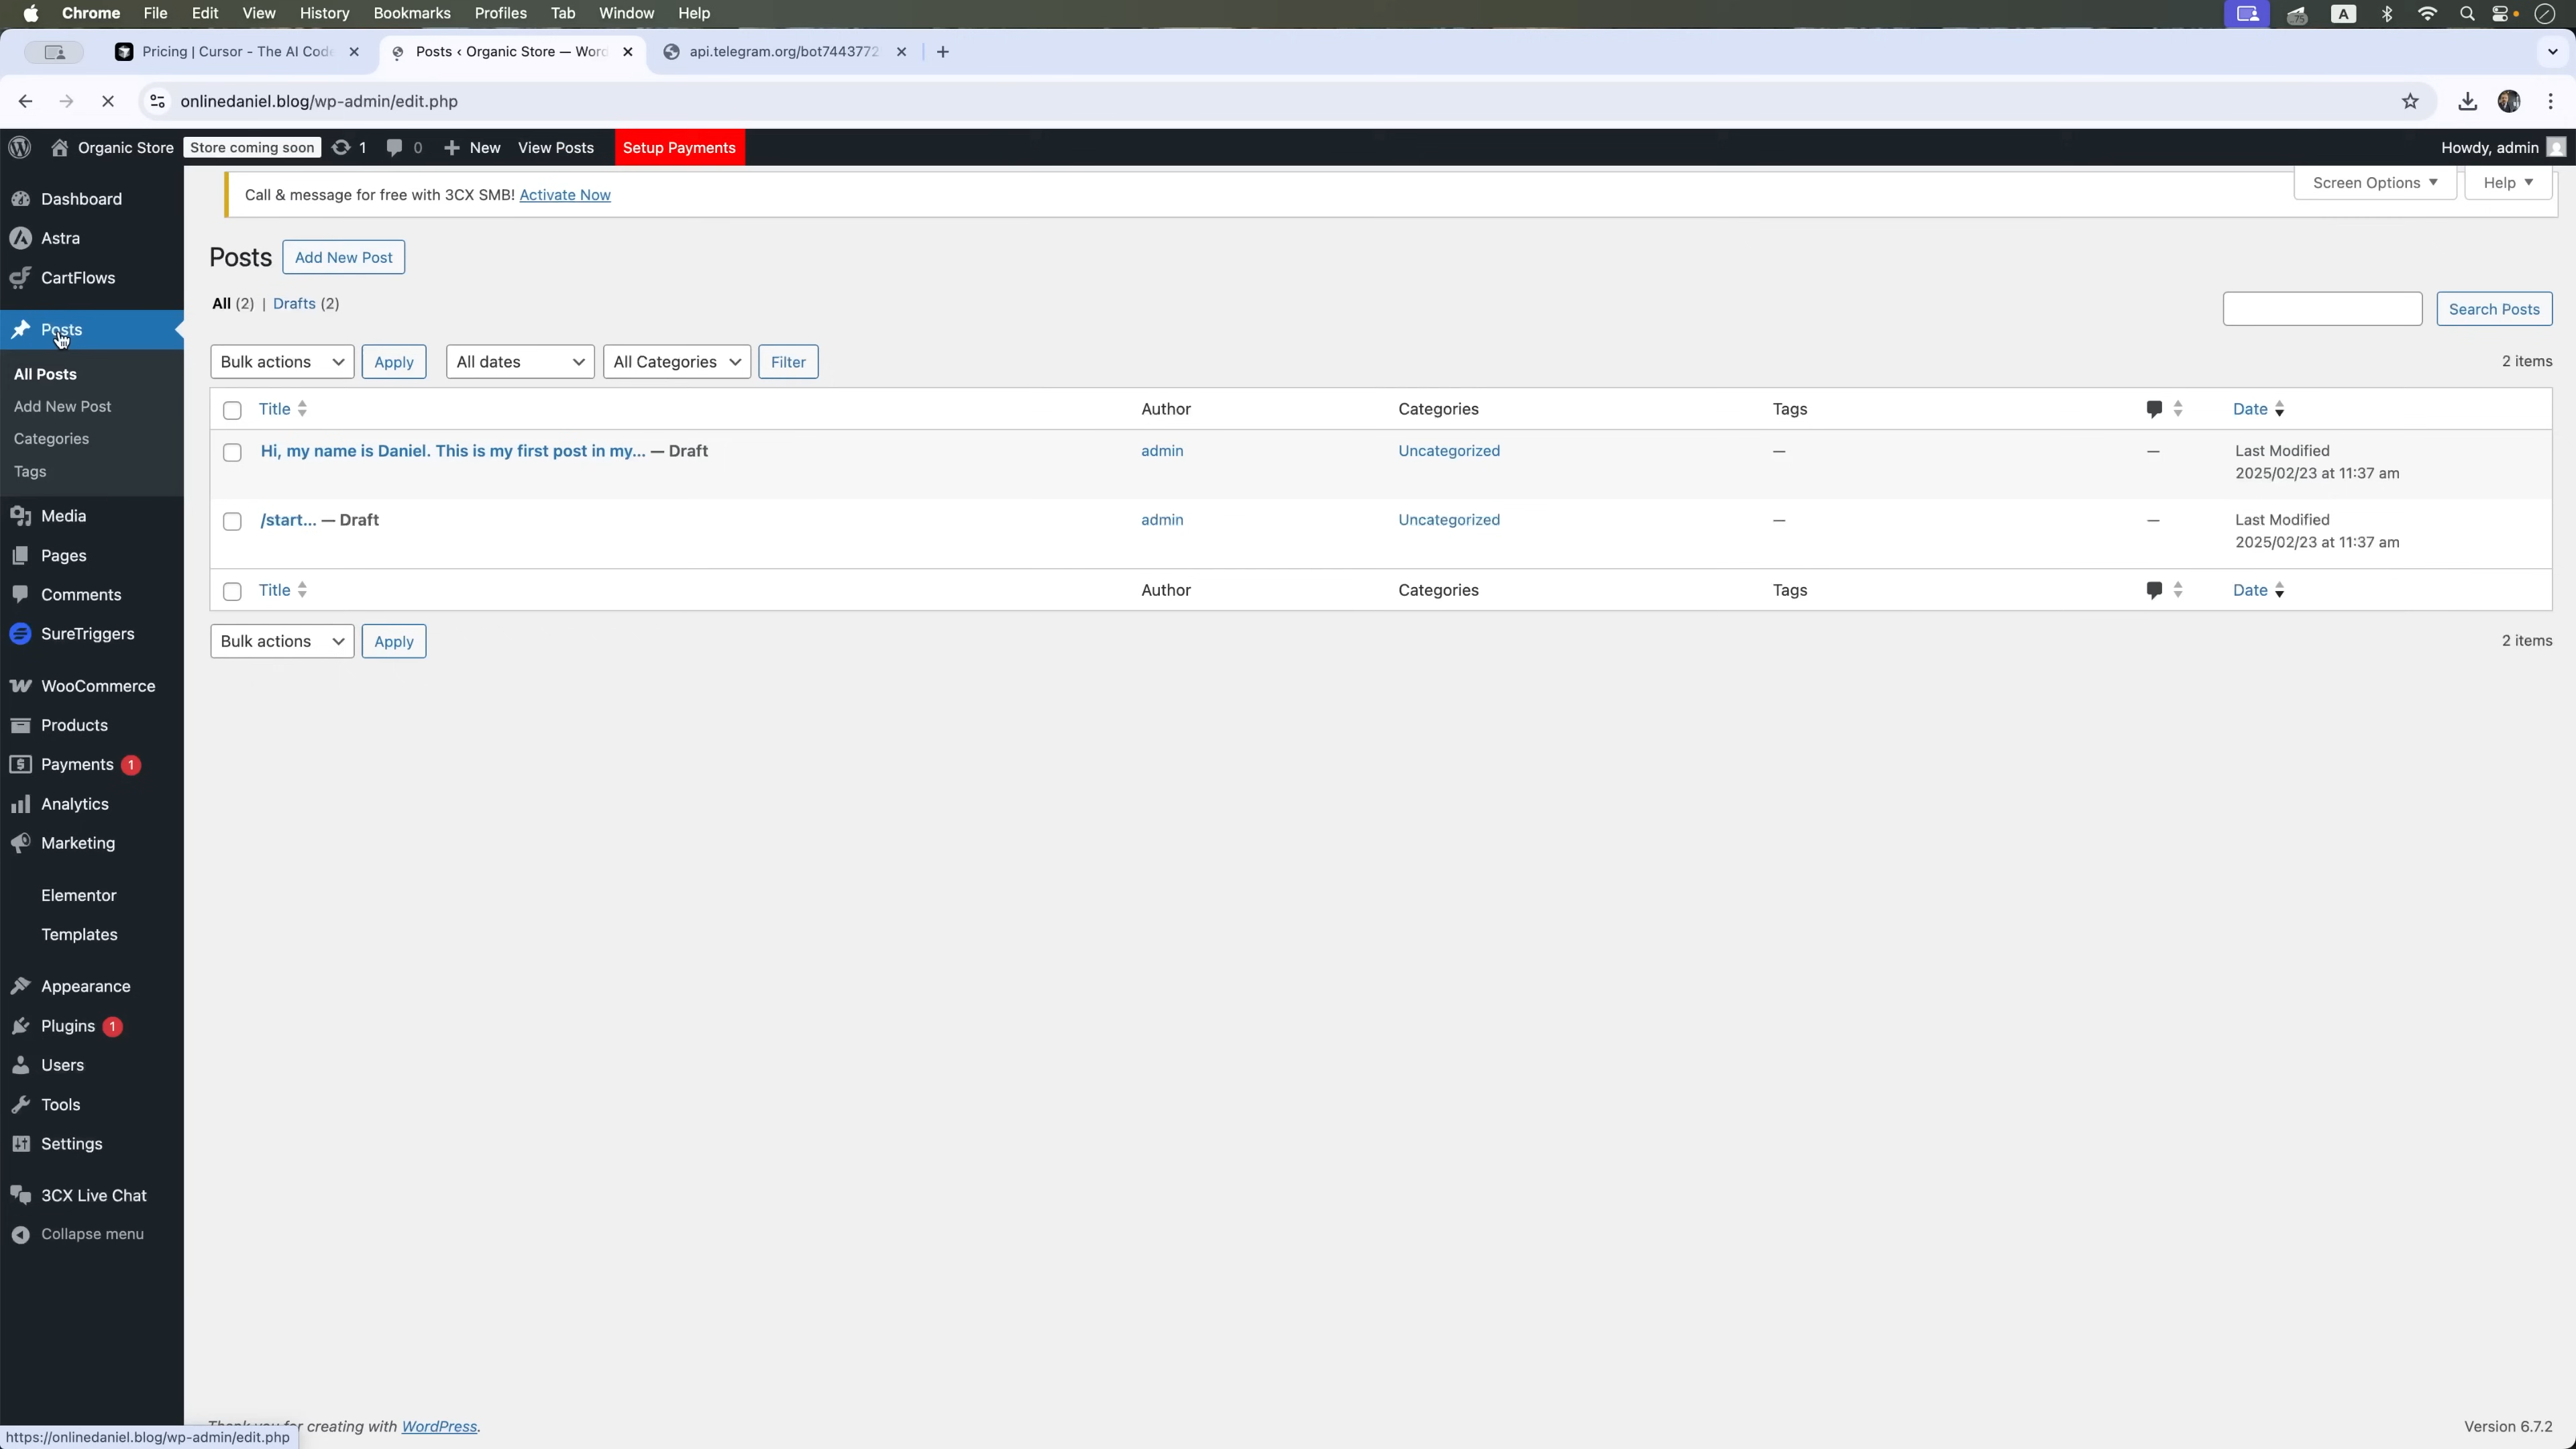 Chrome File Edit View History Bookmarks Profiles Tab Window Help 75 A
Pricing | Cursor - The AI Code Posts ‹ Organic Store — Word api.telegram.org/bot7443772
onlinedaniel.blog/wp-admin/edit.php
Organic Store Store coming soon 1 0 New View Posts Setup Payments Howdy, admin
Call & message for free with 3CX SMB! Activate Now
Screen Options Help
Dashboard
Astra
CartFlows
Posts
All Posts
Add New Post
Categories
Tags
Media
Pages
Comments
SureTriggers
WooCommerce
Products
Payments 1
Analytics
Marketing
Elementor
Templates
Appearance
Plugins 1
Users
Tools
Settings
3CX Live Chat
Collapse menu
Posts Add New Post
All (2) | Drafts (2)
Search Posts
Bulk actions Apply All dates All Categories Filter 2 items
Title Author Categories Tags Date
Hi, my name is Daniel. This is my first post in my... — Draft admin Uncategorized — — Last Modified
2025/02/23 at 11:37 am
/start... — Draft admin Uncategorized — — Last Modified
2025/02/23 at 11:37 am
Title Author Categories Tags Date
Bulk actions Apply 2 items
Thank you for creating with WordPress. Version 6.7.2
https://onlinedaniel.blog/wp-admin/edit.php